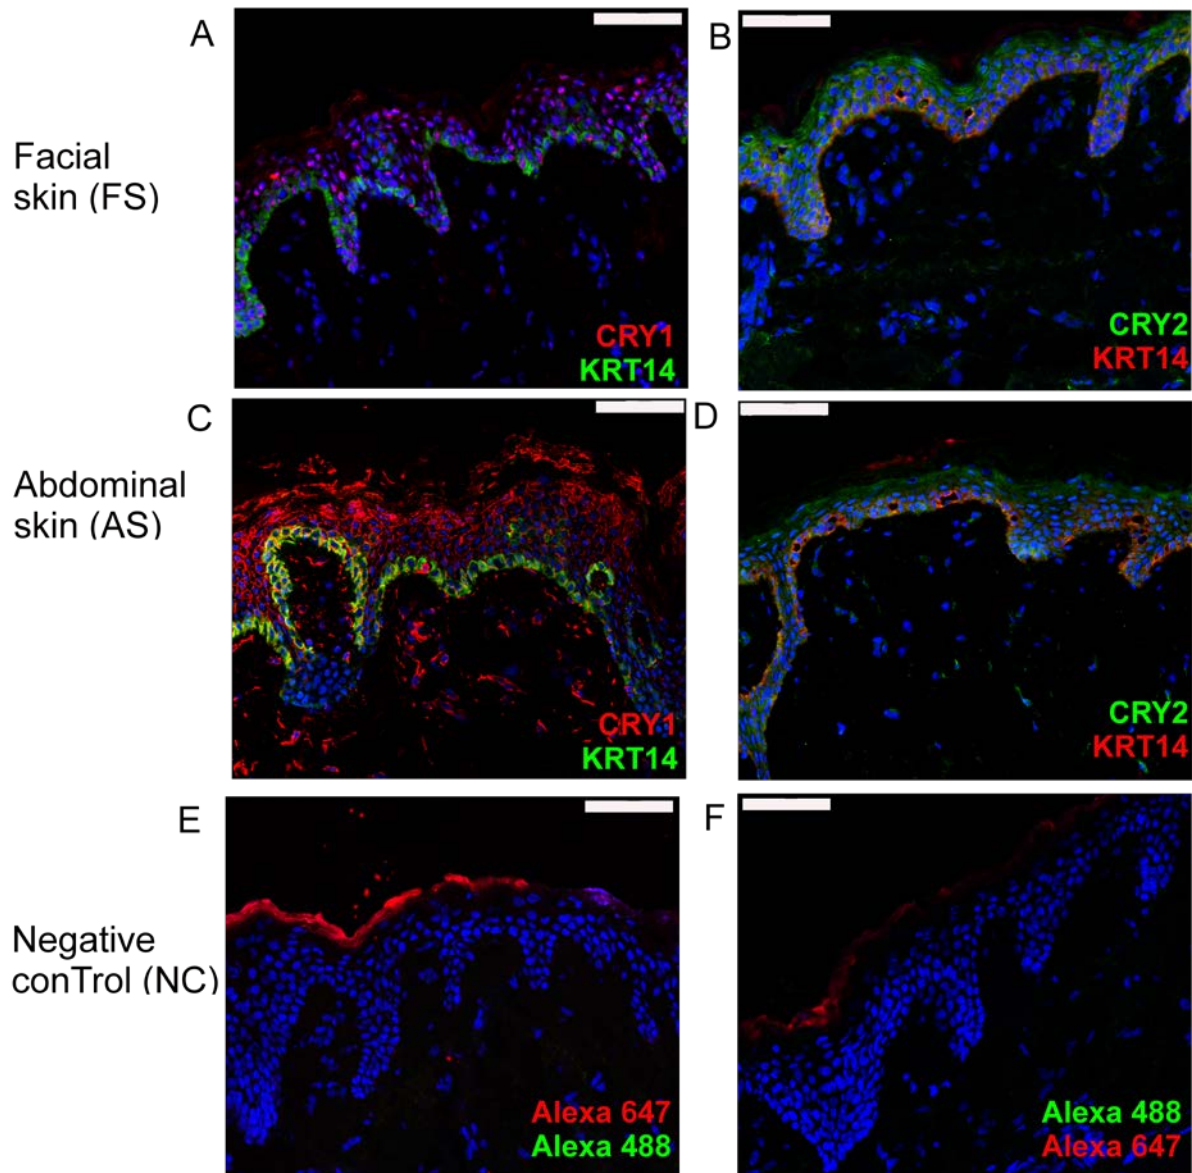 A
B
Facial
skin (FS)
CRY1
KRT14
CRY2
KRT14
C
D
Abdominal
skin (AS)
CRY1
KRT14
CRY2
KRT14
E
F
Negative
conTrol (NC)
Alexa 647
Alexa 488
Alexa 488
Alexa 647